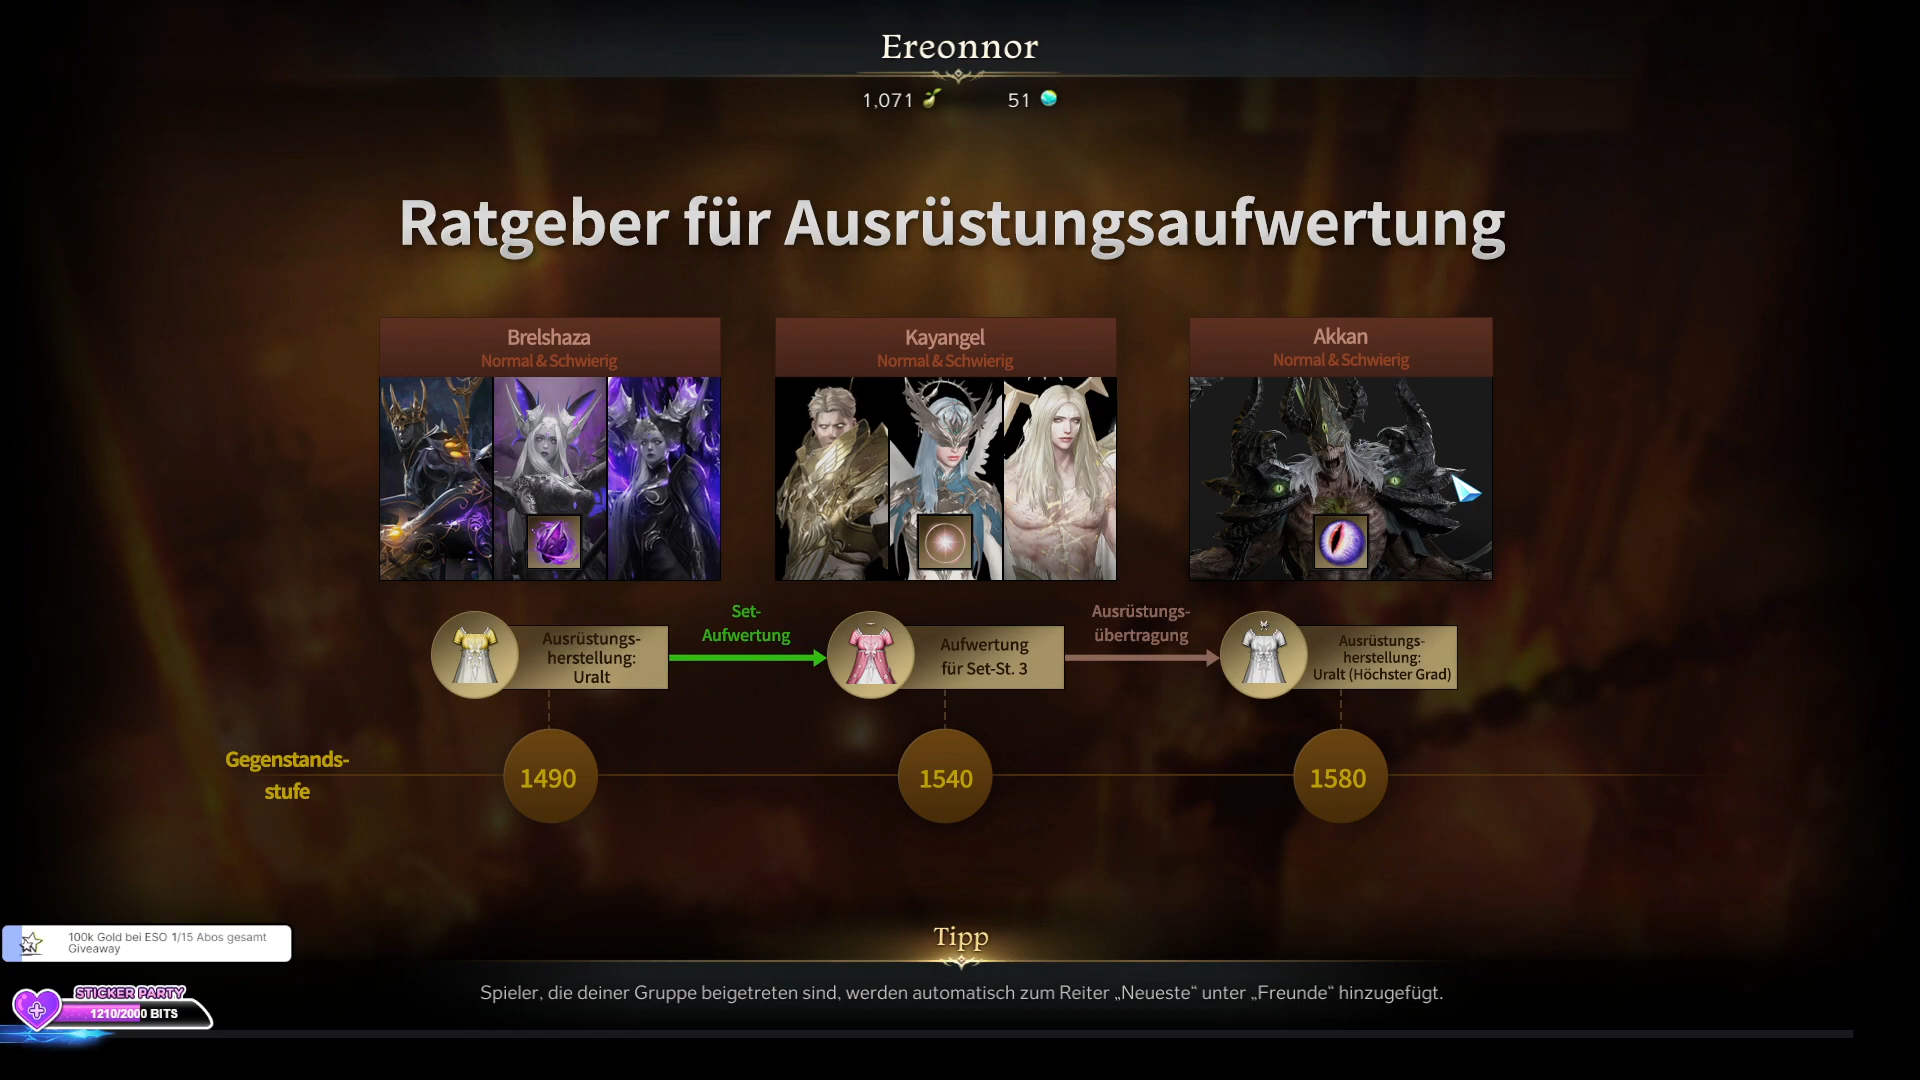 Ereonnor
1,071 51
Ratgeber für Ausrüstungsaufwertung
Brelshaza
Normal & Schwierig
Kayangel
Normal & Schwierig
Akkan
Normal & Schwierig
Ausrüstungs-
herstellung:
Uralt
Set-
Aufwertung
Aufwertung
für Set-St. 3
Ausrüstungs-
übertragung
Ausrüstungs-
herstellung:
Uralt (Höchster Grad)
Gegenstands-
stufe
1490
1540
1580
100k Gold bei ESO 1/15 Abos gesamt
Giveaway
STICKER PARTY
1210/2000 BITS
Tipp
Spieler, die deiner Gruppe beigetreten sind, werden automatisch zum Reiter „Neueste“ unter „Freunde“ hinzugefügt.